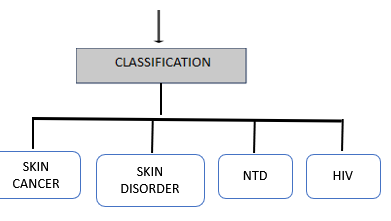 CLASSIFICATION
SKIN
CANCER
SKIN
DISORDER
NTD
HIV